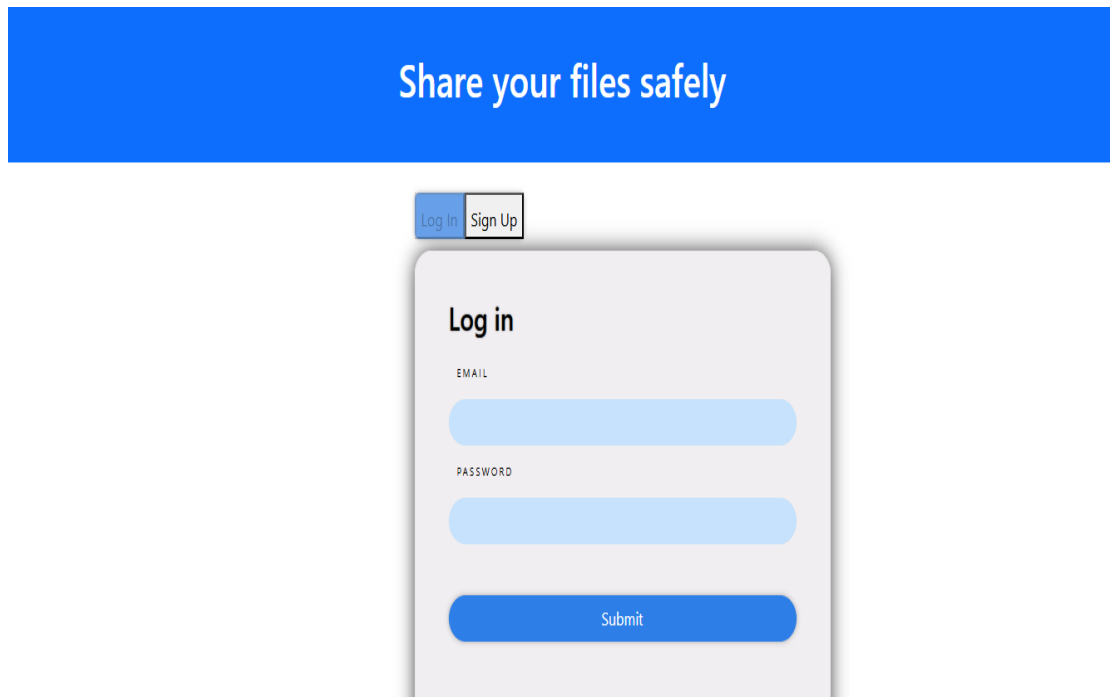 Share your files safely
Log In Sign Up
Log in
EMAIL
PASSWORD
Submit